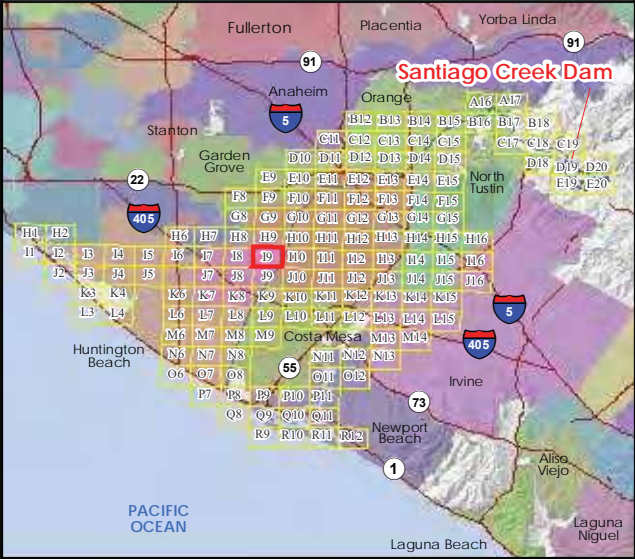 Fullerton Placentia Yorba Linda
91 91
Santiago Creek Dam
Anaheim Orange
5
A16 A17
B12 B13 B14 B15 B16 B17 B18
Stanton
C11 C12 C13 C14 C15 C17 C18 C19
Garden
Grove
D10 D11 D12 D13 D14 D15 D18 D19 D20
22
E9 E10 E11 E12 E13 E14 E15 E19 E20
North
Tustin
F8 F9 F10 F11 F12 F13 F14 F15
405
G8 G9 G10 G11 G12 G13 G14 G15
H1 H2 H6 H7 H8 H9 H10 H11 H12 H13 H14 H15 H16
I1 I2 I3 I4 I5 I6 I7 I8 I9 I10 I11 I12 I13 I14 I15 I16
J2 J3 J4 J5 J7 J8 J9 J10 J11 J12 J13 J14 J15 J16
K3 K4 K6 K7 K8 K9 K10 K11 K12 K13 K14 K15
5
L3 L4 L6 L7 L8 L9 L10 L11 L12 L13 L14 L15
M6 M7 M8 M9 Costa Mesa M13 M14
405
Huntington
Beach
N6 N7 N8 N11 N12 N13
55
O6 O7 O8 O11 O12
Irvine
P7 P8 P9 P10 P11
73
Q8 Q9 Q10 Q11
Newport
Beach
R9 R10 R11 R12
1
Aliso
Viejo
PACIFIC
OCEAN
Laguna
Niguel
Laguna Beach